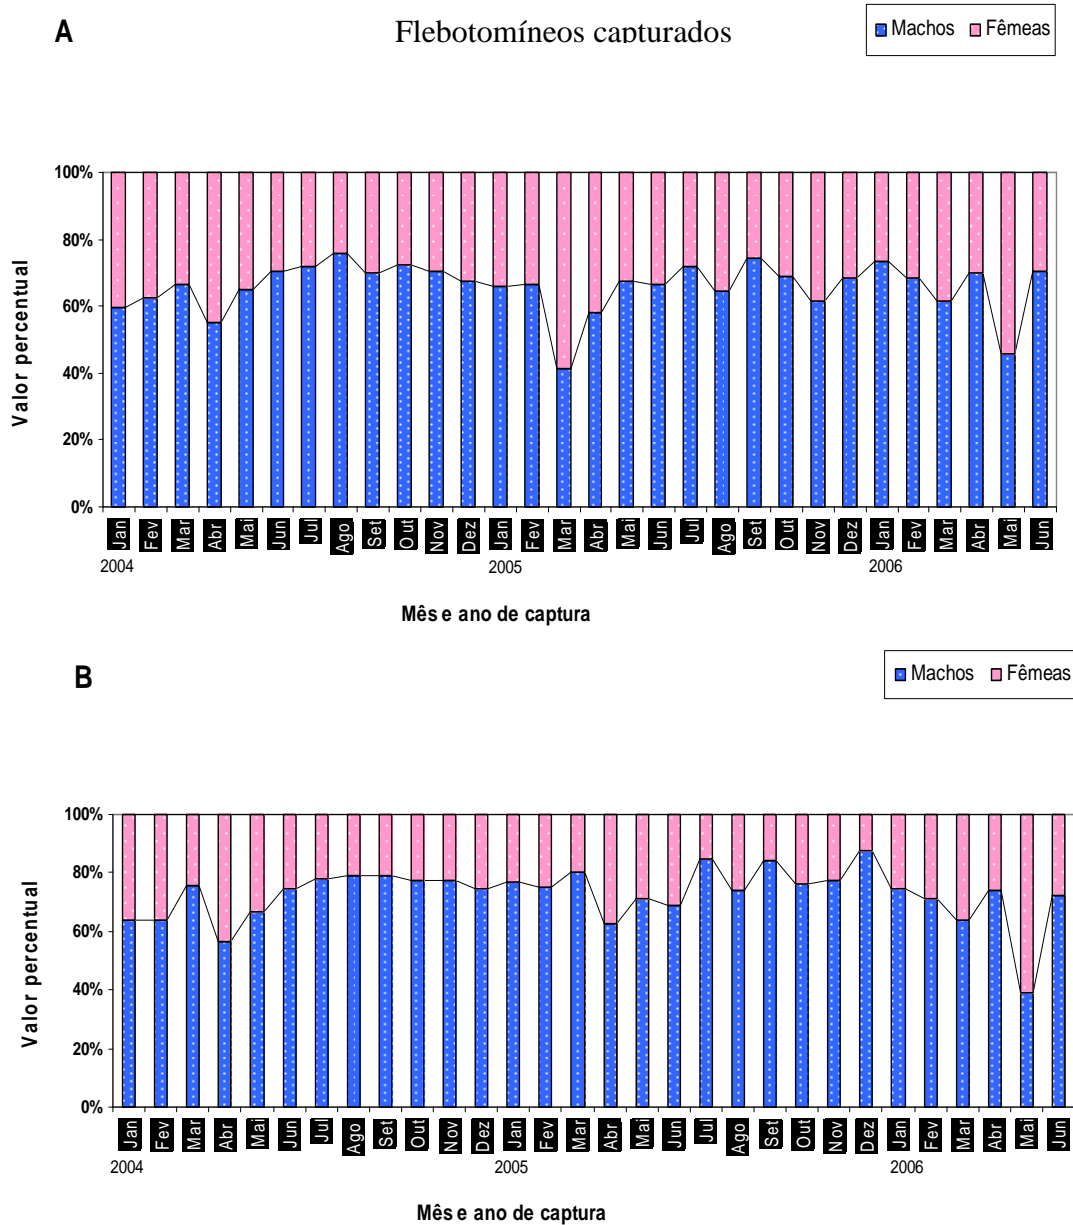 A
Flebotomíneos capturados
Machos Fêmeas
100%
80%
60%
40%
20%
0%
Valor percentual
Jan Fev Mar Abr Mai Jun Jul Ago Set Out Nov Dez Jan Fev Mar Abr Mai Jun Jul Ago Set Out Nov Dez Jan Fev Mar Abr Mai Jun
2004 2005 2006
Mês e ano de captura
B
Machos Fêmeas
100%
80%
60%
40%
20%
0%
Valor percentual
Jan Fev Mar Abr Mai Jun Jul Ago Set Out Nov Dez Jan Fev Mar Abr Mai Jun Jul Ago Set Out Nov Dez Jan Fev Mar Abr Mai Jun
2004 2005 2006
Mês e ano de captura